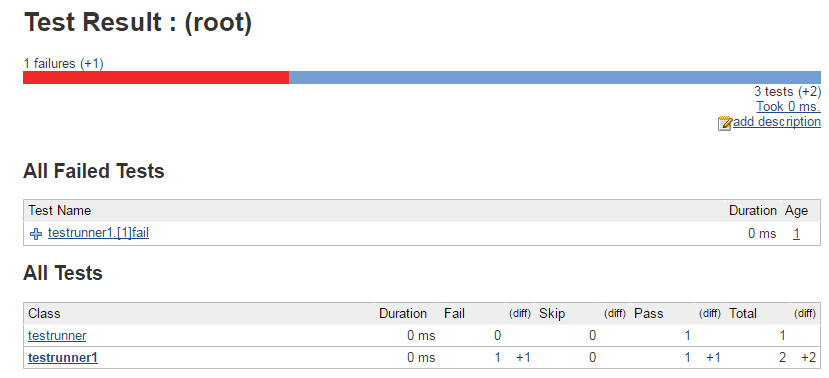 Test Result : (root)
1 failures (+1)
3 tests (+2)
Took 0 ms.
add description
All Failed Tests
Test Name Duration Age
testrunner1.[1]fail 0 ms 1
All Tests
Class Duration Fail (diff) Skip (diff) Pass (diff) Total (diff)
testrunner 0 ms 0 0 1 1
testrunner1 0 ms 1 +1 0 1 +1 2 +2